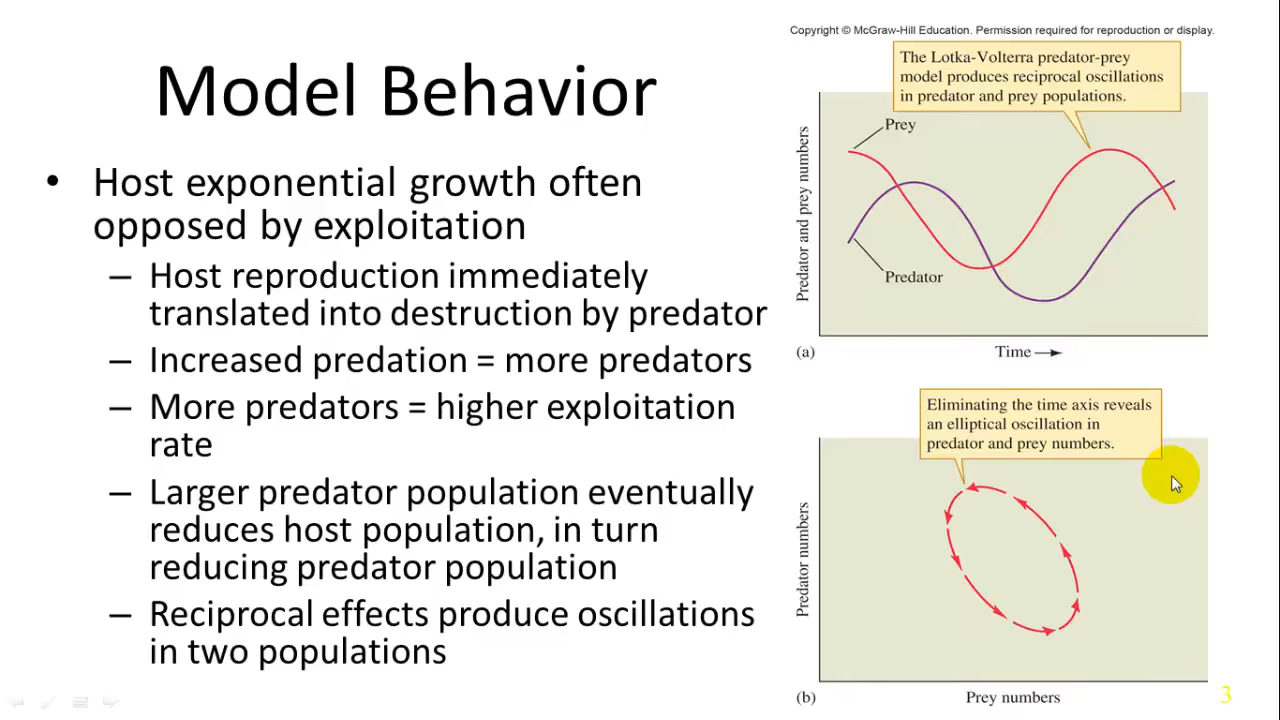 Model Behavior
• Host exponential growth often
opposed by exploitation
– Host reproduction immediately
translated into destruction by predator
– Increased predation = more predators
– More predators = higher exploitation
rate
– Larger predator population eventually
reduces host population, in turn
reducing predator population
– Reciprocal effects produce oscillations
in two populations
Copyright © McGraw-Hill Education. Permission required for reproduction or display.
The Lotka-Volterra predator-prey
model produces reciprocal oscillations
in predator and prey populations.
Prey
Predator
Predator and prey numbers
Time
(a)
Eliminating the time axis reveals
an elliptical oscillation in
predator and prey numbers.
Predator numbers
(b)
Prey numbers
3